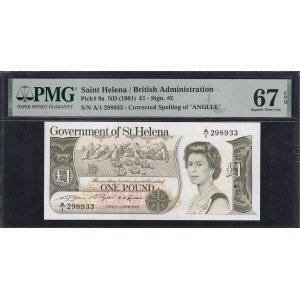 PMG
PAPER MONEY GUARANTY
Saint Helena / British Administration
Pick# 9a ND (1981) £1 - Sign. #2
S/N A/1 298933 - Corrected Spelling of "ANGLLE"
67 EPQ
Superb Gem Unc
Government of St. Helena
A/1 298933
£1
ONE POUND
£1
A/1 298933